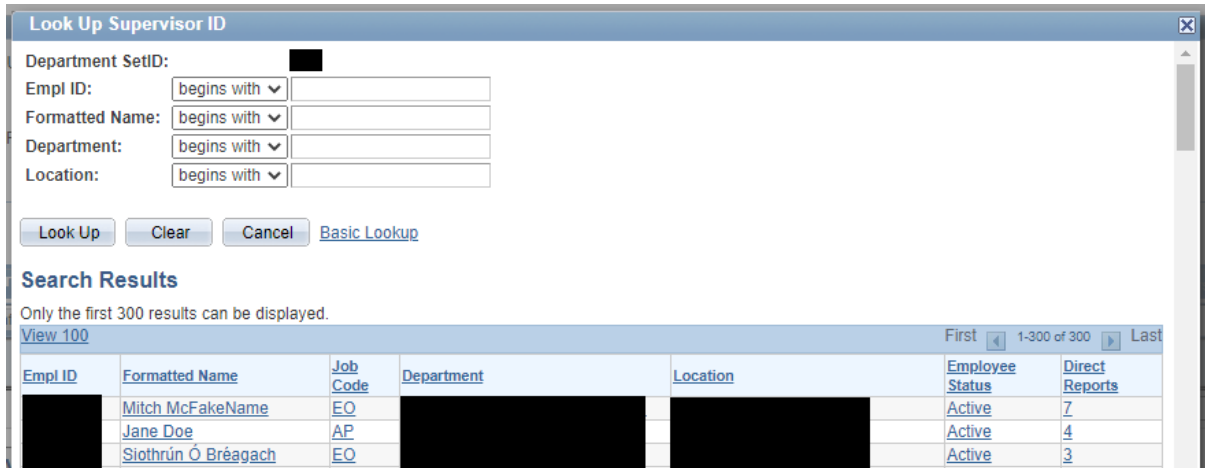 Look Up Supervisor ID
Department SetID:
Empl ID: begins with
Formatted Name: begins with
Department: begins with
Location: begins with
Look Up Clear Cancel Basic Lookup
Search Results
Only the first 300 results can be displayed.
View 100 First 1-300 of 300 Last
Empl ID Formatted Name Job Code Department Location Employee Status Direct Reports
Mitch McFakeName EO Active 7
Jane Doe AP Active 4
Siothrún Ó Bréagach EO Active 3